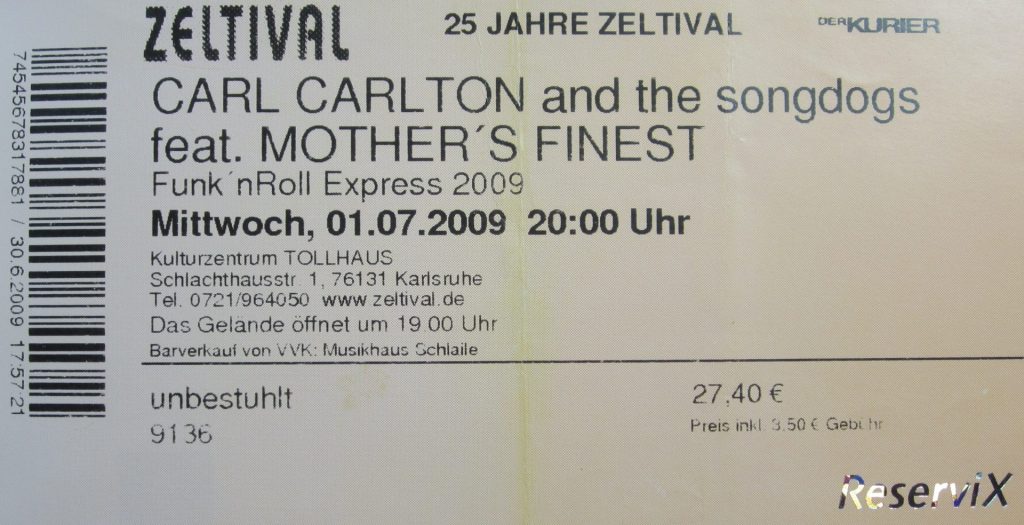 ZELTIVAL
25 JAHRE ZELTIVAL
DER KURIER
CARL CARLTON and the songdogs
feat. MOTHER´S FINEST
Funk´nRoll Express 2009
Mittwoch, 01.07.2009 20:00 Uhr
Kulturzentrum TOLLHAUS
Schlachthausstr. 1, 76131 Karlsruhe
Tel. 0721/964050 www.zeltival.de
Das Gelände öffnet um 19.00 Uhr
Barverkauf von VVK: Musikhaus Schlaile
unbestuhlt
9136
27,40 €
Preis inkl. 3,50 € Gebühr
ReserviX
74545678317881 / 30.6.2009 17:57:21